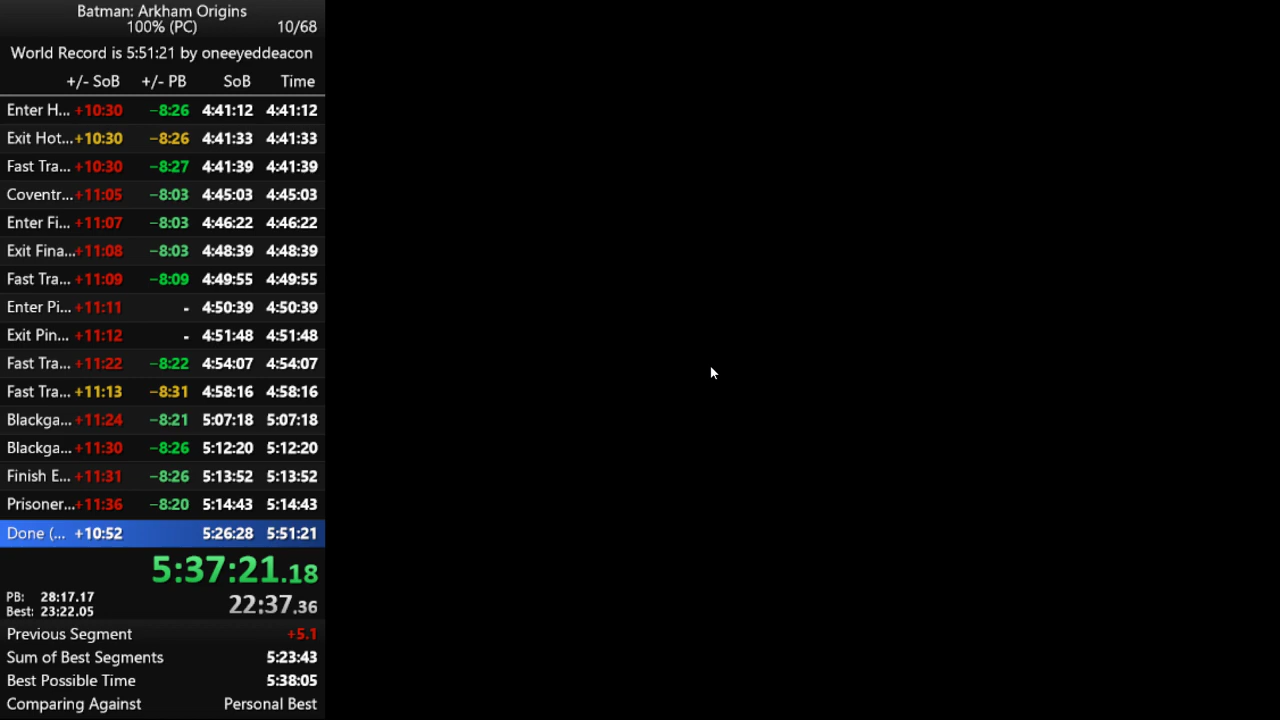 Batman: Arkham Origins
100% (PC) 10/68
World Record is 5:51:21 by oneeyeddeacon
+/- SoB +/- PB SoB Time
Enter H... +10:30 −8:26 4:41:12 4:41:12
Exit Hot... +10:30 −8:26 4:41:33 4:41:33
Fast Tra... +10:30 −8:27 4:41:39 4:41:39
Coventr... +11:05 −8:03 4:45:03 4:45:03
Enter Fi... +11:07 −8:03 4:46:22 4:46:22
Exit Fina... +11:08 −8:03 4:48:39 4:48:39
Fast Tra... +11:09 −8:09 4:49:55 4:49:55
Enter Pi... +11:11 - 4:50:39 4:50:39
Exit Pin... +11:12 - 4:51:48 4:51:48
Fast Tra... +11:22 −8:22 4:54:07 4:54:07
Fast Tra... +11:13 −8:31 4:58:16 4:58:16
Blackga... +11:24 −8:21 5:07:18 5:07:18
Blackga... +11:30 −8:26 5:12:20 5:12:20
Finish E... +11:31 −8:26 5:13:52 5:13:52
Prisoner... +11:36 −8:20 5:14:43 5:14:43
Done (... +10:52 5:26:28 5:51:21
5:37:21.18
PB: 28:17.17
Best: 23:22.05 22:37.36
Previous Segment +5.1
Sum of Best Segments 5:23:43
Best Possible Time 5:38:05
Comparing Against Personal Best